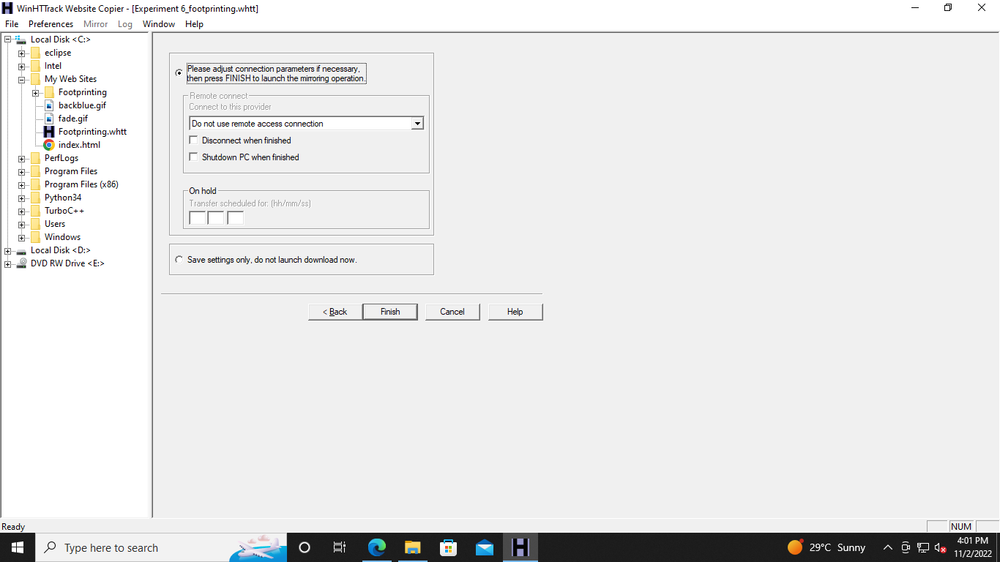 WinHTTrack Website Copier - [Experiment 6_footprinting.whtt]
File Preferences Mirror Log Window Help
Local Disk <C:>
eclipse
Intel
My Web Sites
Footprinting
backblue.gif
fade.gif
Footprinting.whtt
index.html
PerfLogs
Program Files
Program Files (x86)
Python34
TurboC++
Users
Windows
Local Disk <D:>
DVD RW Drive <E:>
Please adjust connection parameters if necessary,
then press FINISH to launch the mirroring operation.
Remote connect
Connect to this provider
Do not use remote access connection
Disconnect when finished
Shutdown PC when finished
On hold
Transfer scheduled for: (hh/mm/ss)
Save settings only, do not launch download now.
< Back Finish Cancel Help
Ready
NUM
Type here to search
29°C Sunny
4:01 PM
11/2/2022